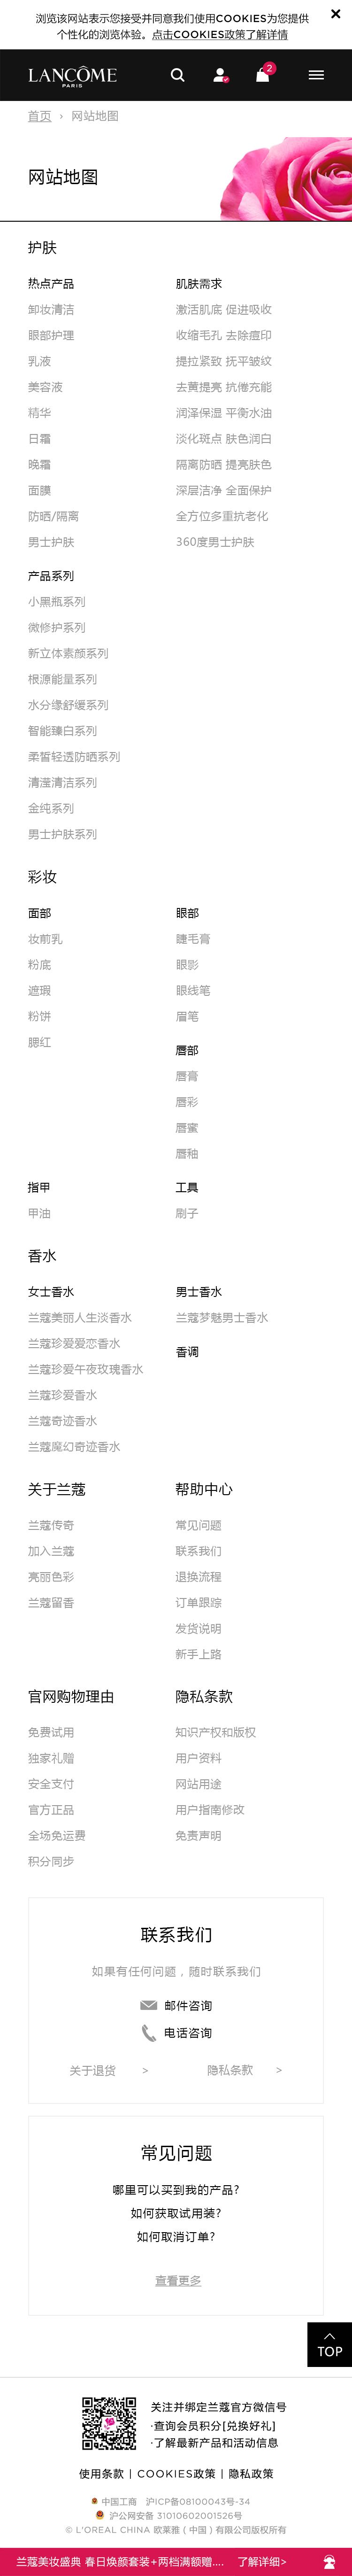 浏览该网站表示您接受并同意我们使用COOKIES为您提供
个性化的浏览体验。点击COOKIES政策了解详情
LANCÔME
PARIS
2
首页 › 网站地图
网站地图
护肤
热点产品
卸妆清洁
眼部护理
乳液
美容液
精华
日霜
晚霜
面膜
防晒/隔离
男士护肤
肌肤需求
激活肌底 促进吸收
收缩毛孔 去除痘印
提拉紧致 抚平皱纹
去黄提亮 抗倦充能
润泽保湿 平衡水油
淡化斑点 肤色润白
隔离防晒 提亮肤色
深层洁净 全面保护
全方位多重抗老化
360度男士护肤
产品系列
小黑瓶系列
微修护系列
新立体素颜系列
根源能量系列
水分缘舒缓系列
智能臻白系列
柔皙轻透防晒系列
清滢清洁系列
金纯系列
男士护肤系列
彩妆
面部
妆前乳
粉底
遮瑕
粉饼
腮红
眼部
睫毛膏
眼影
眼线笔
眉笔
唇部
唇膏
唇彩
唇蜜
唇釉
指甲
甲油
工具
刷子
香水
女士香水
兰蔻美丽人生淡香水
兰蔻珍爱爱恋香水
兰蔻珍爱午夜玫瑰香水
兰蔻珍爱香水
兰蔻奇迹香水
兰蔻魔幻奇迹香水
男士香水
兰蔻梦魅男士香水
香调
关于兰蔻
兰蔻传奇
加入兰蔻
亮丽色彩
兰蔻留香
帮助中心
常见问题
联系我们
退换流程
订单跟踪
发货说明
新手上路
官网购物理由
免费试用
独家礼赠
安全支付
官方正品
全场免运费
积分同步
隐私条款
知识产权和版权
用户资料
网站用途
用户指南修改
免责声明
联系我们
如果有任何问题，随时联系我们
邮件咨询
电话咨询
关于退货 >
隐私条款 >
常见问题
哪里可以买到我的产品?
如何获取试用装?
如何取消订单?
查看更多
TOP
关注并绑定兰蔻官方微信号
·查询会员积分[兑换好礼]
·了解最新产品和活动信息
使用条款 | COOKIES政策 | 隐私政策
中国工商 沪ICP备08100043号-34
沪公网安备 31010602001526号
© L'OREAL CHINA 欧莱雅（中国）有限公司版权所有
兰蔻美妆盛典 春日焕颜套装+两档满额赠.... 了解详细>